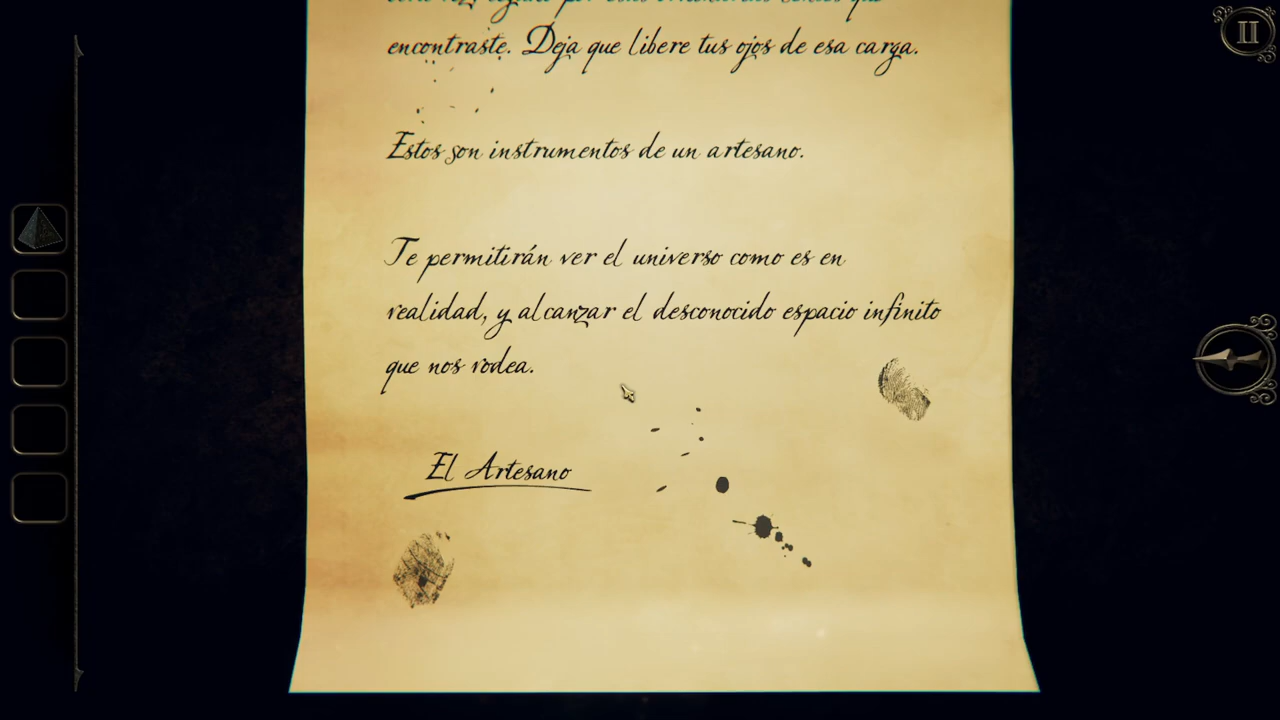 encontraste. Deja que libere tus ojos de esa carga.
Estos son instrumentos de un artesano.
Te permitirán ver el universo como es en
realidad, y alcanzar el desconocido espacio infinito
que nos rodea.
El Artesano
II